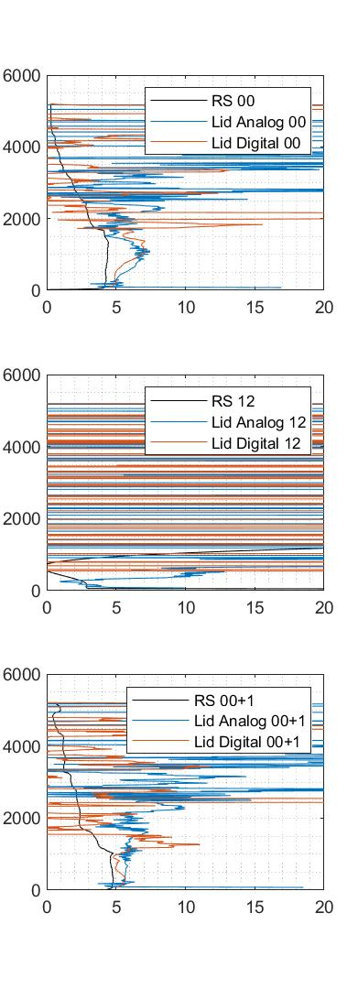 6000
RS 00
Lid Analog 00
Lid Digital 00
4000
2000
0
0 5 10 15 20
6000
RS 12
Lid Analog 12
Lid Digital 12
4000
2000
0
0 5 10 15 20
6000
RS 00+1
Lid Analog 00+1
Lid Digital 00+1
4000
2000
0
0 5 10 15 20